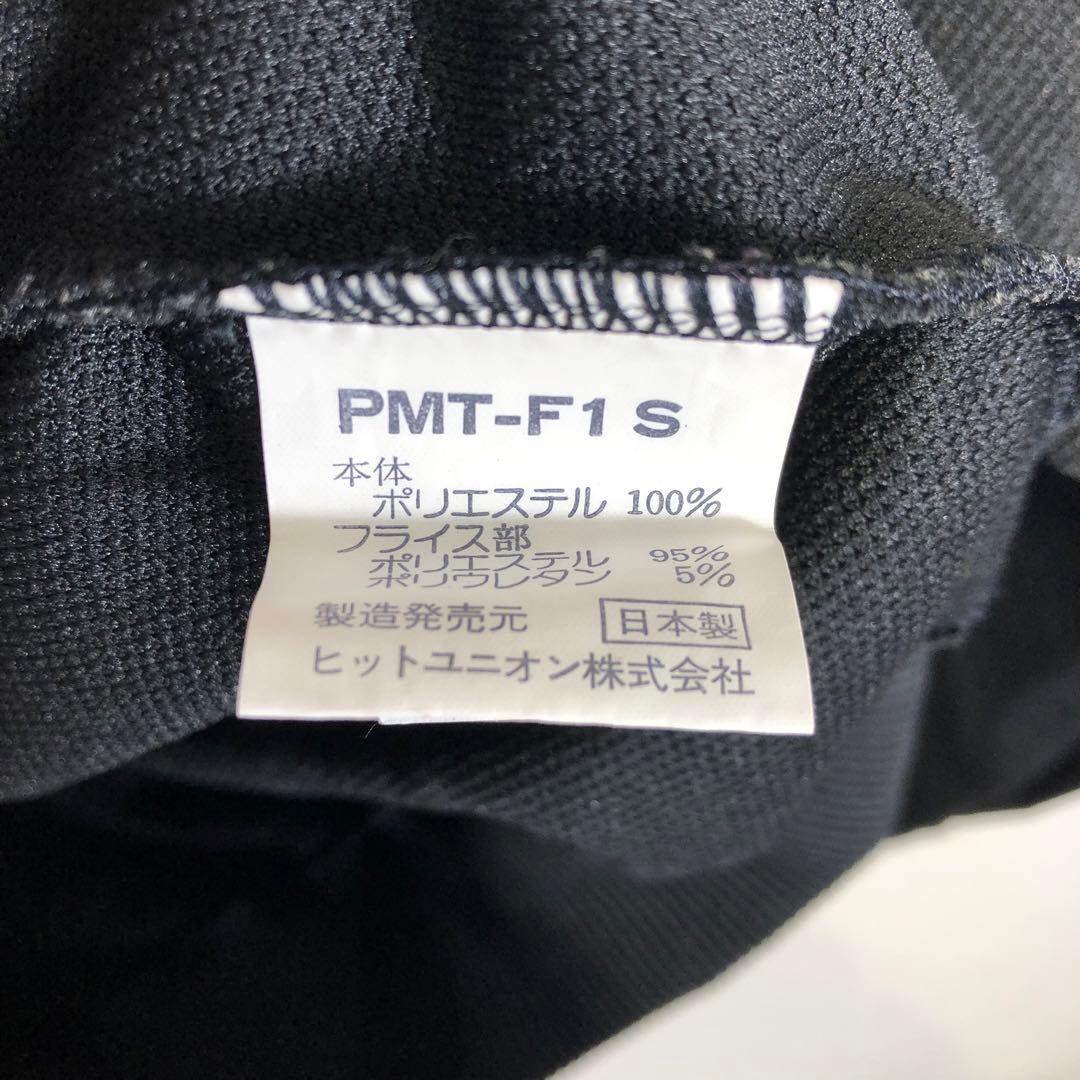 PMT-F1 S
本体
ポリエステル 100%
フライス部
ポリエステル 95%
ポリウレタン 5%
製造発売元 日本製
ヒットユニオン株式会社